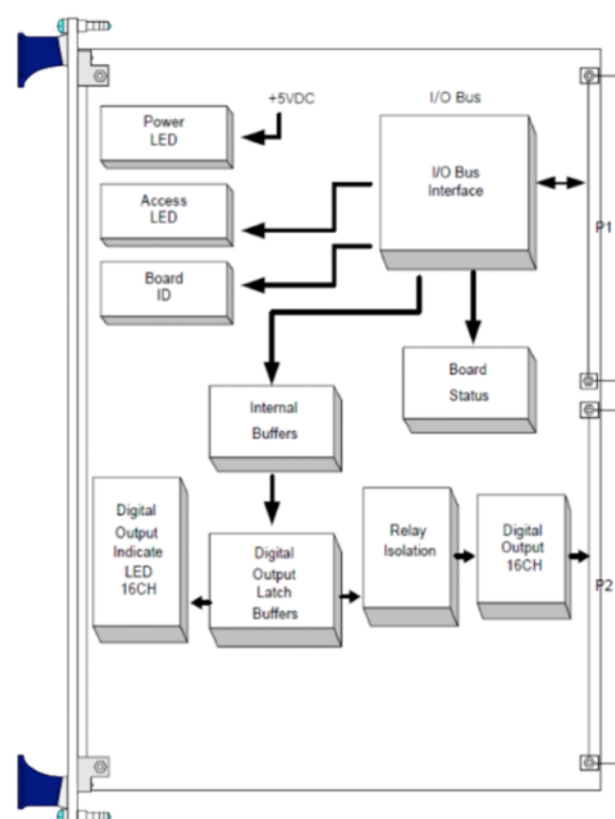 +5VDC
I/O Bus
Power
LED
I/O Bus
Interface
Access
LED
P1
Board
ID
Board
Status
Internal
Buffers
Digital
Output
Indicate
LED
16CH
Digital
Output
Latch
Buffers
Relay
Isolation
Digital
Output
16CH
P2